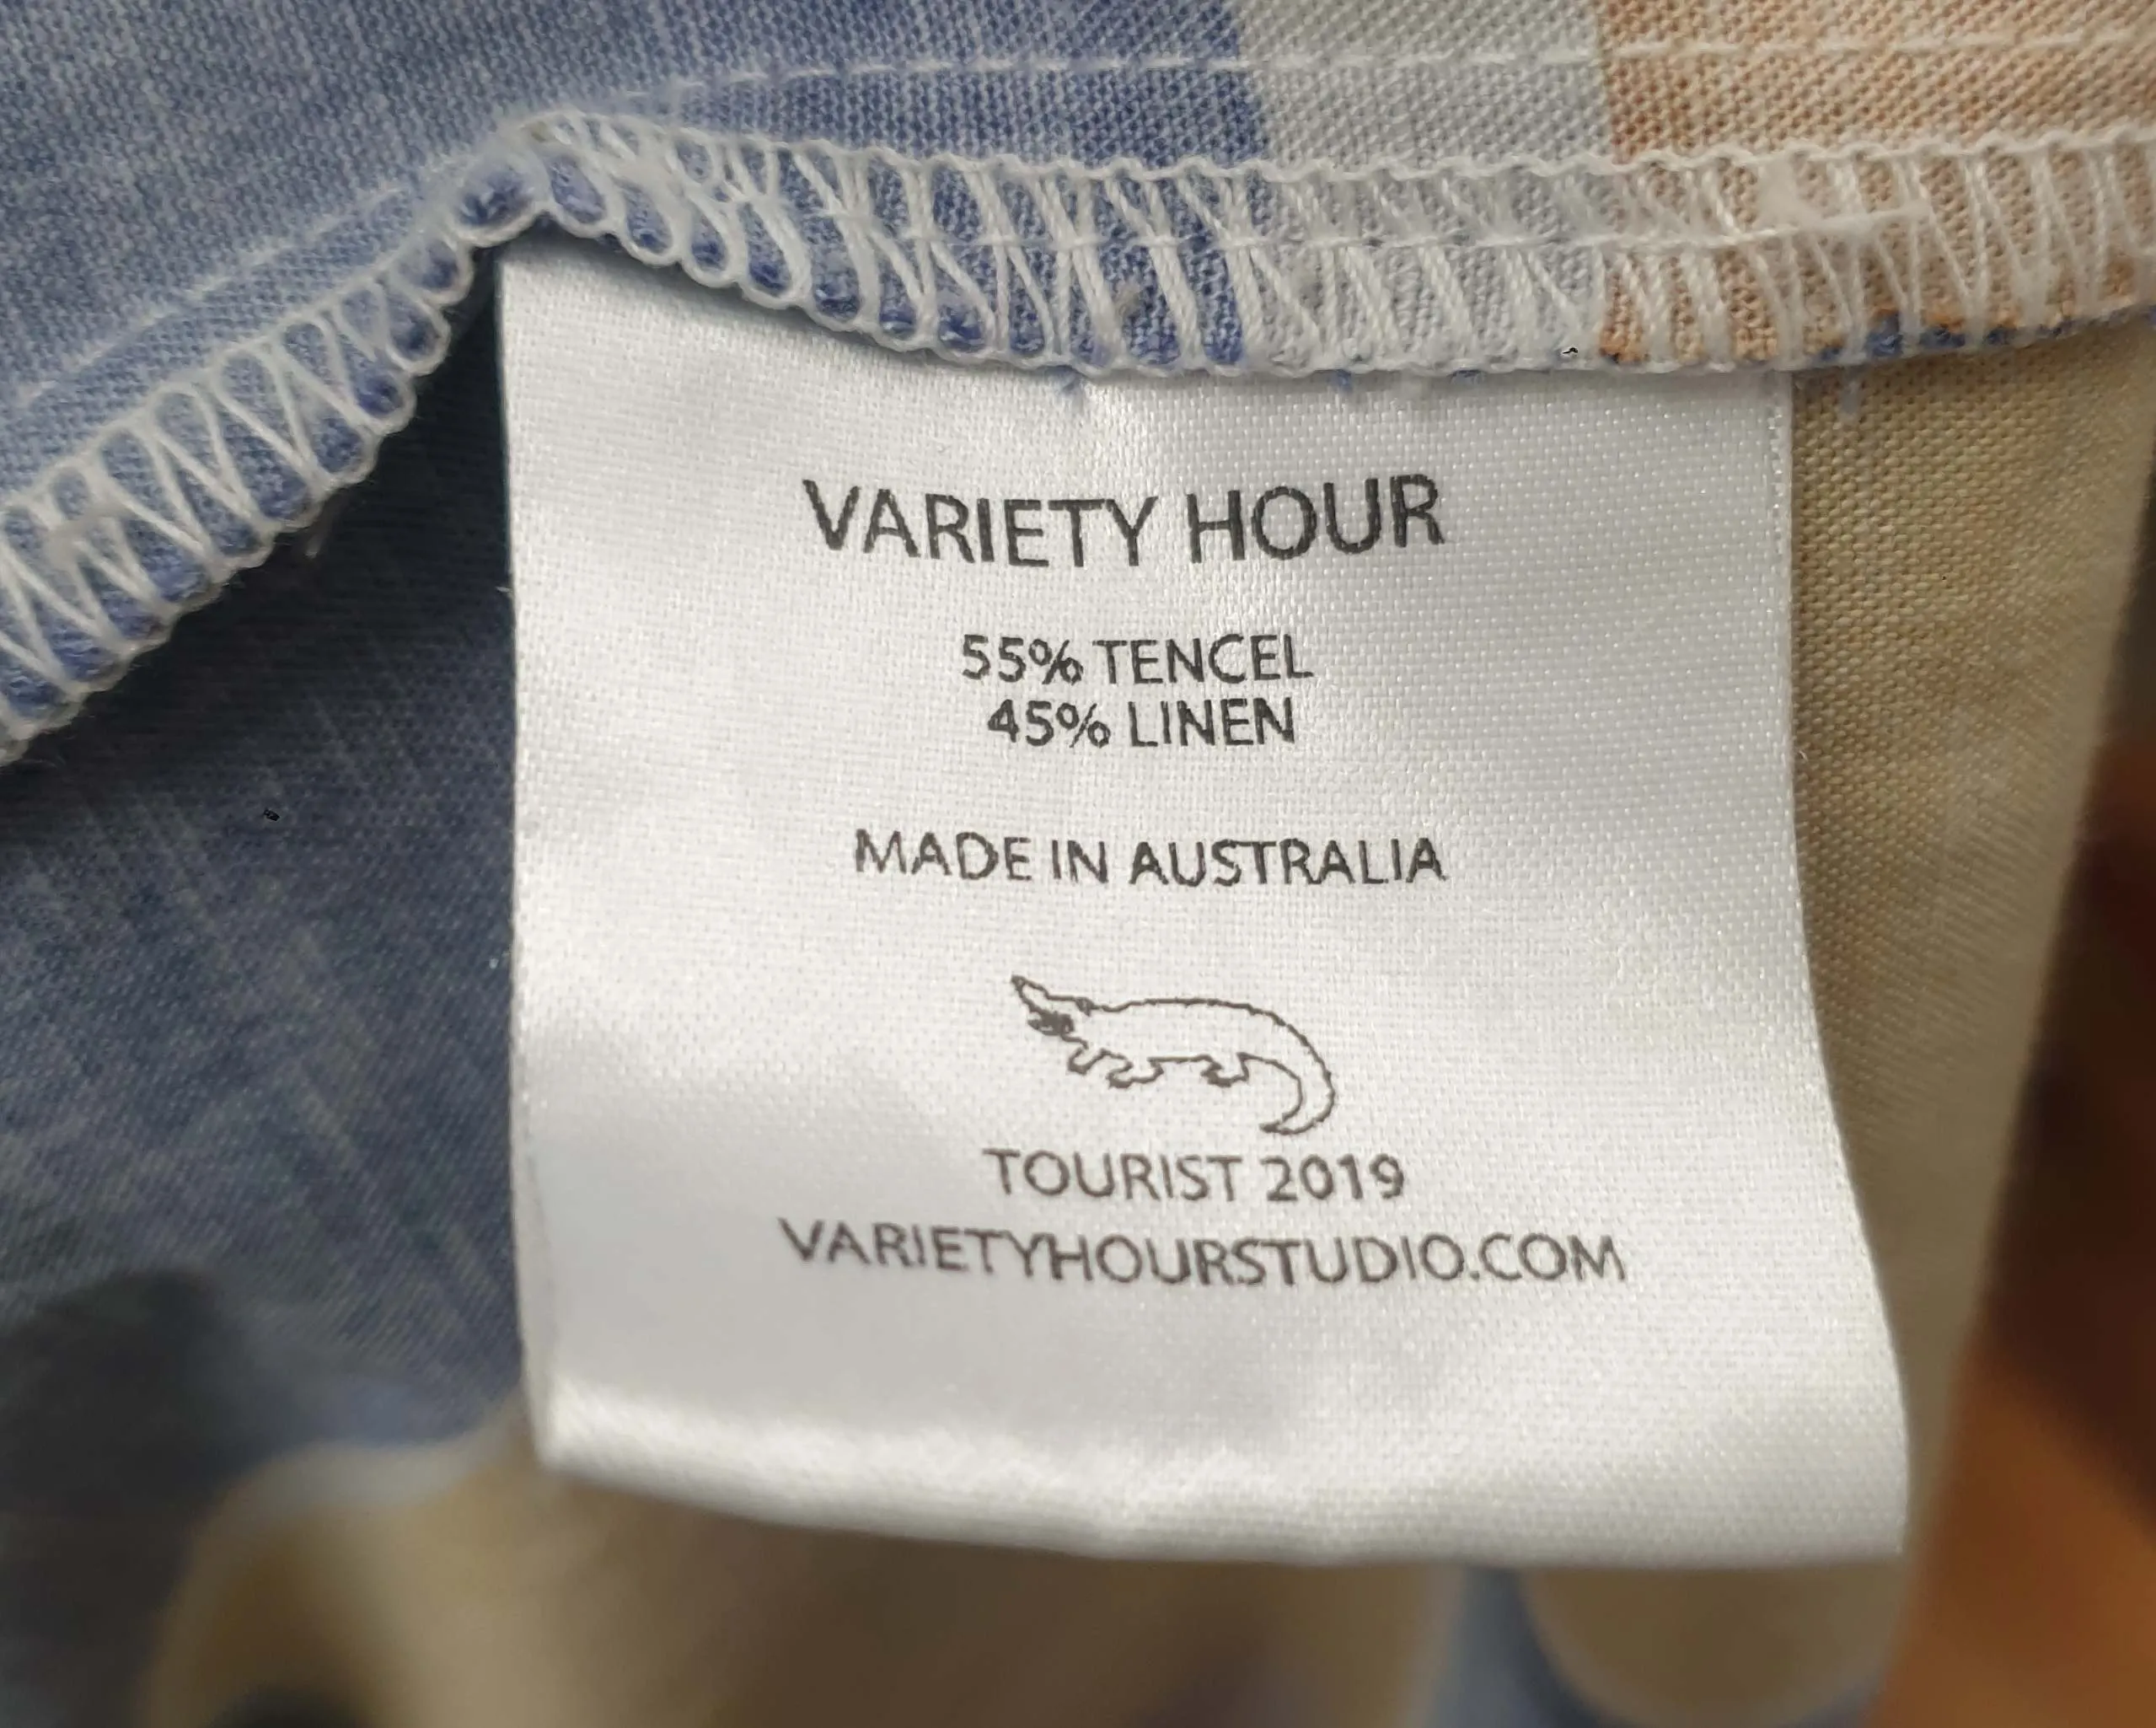 VARIETY HOUR
55% TENCEL
45% LINEN
MADE IN AUSTRALIA
TOURIST 2019
VARIETYHOURSTUDIO.COM